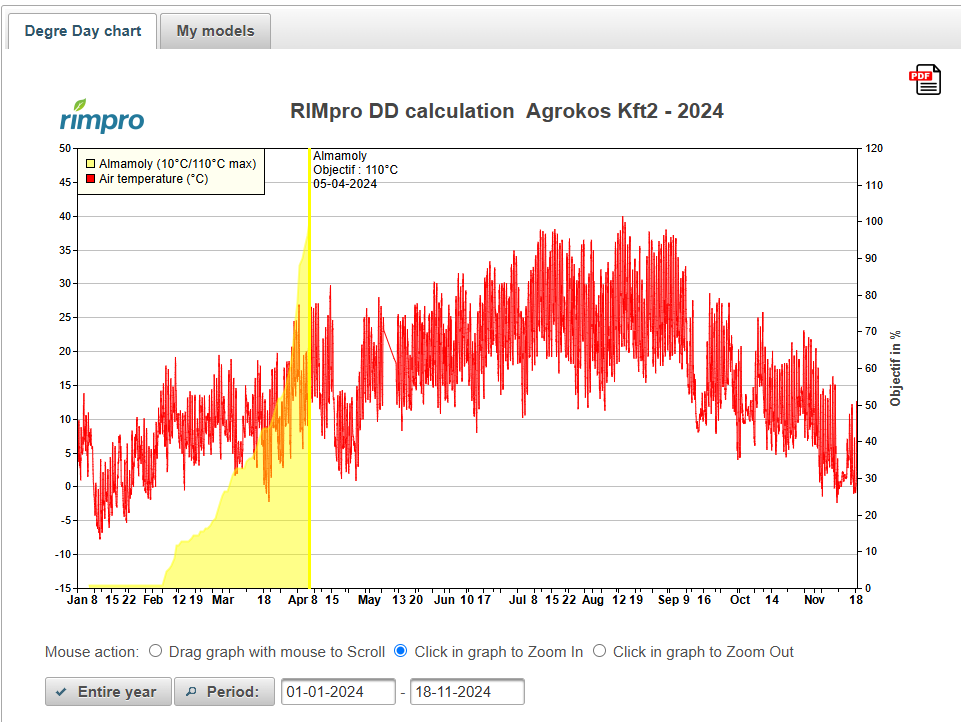 Degre Day chart My models
PDF
rimpro
RIMpro DD calculation Agrokos Kft2 - 2024
Almamoly (10°C/110°C max)
Air temperature (°C)
Almamoly
Objectif : 110°C
05-04-2024
50
45
40
35
30
25
20
15
10
5
0
-5
-10
-15
120
110
100
90
80
70
60
50
40
30
20
10
0
Objectif in %
Jan 8 15 22 Feb 12 19 Mar 18 Apr 8 15 May 13 20 Jun 10 17 Jul 8 15 22 Aug 12 19 Sep 9 16 Oct 14 Nov 18
Mouse action: Drag graph with mouse to Scroll Click in graph to Zoom In Click in graph to Zoom Out
Entire year Period: 01-01-2024 - 18-11-2024